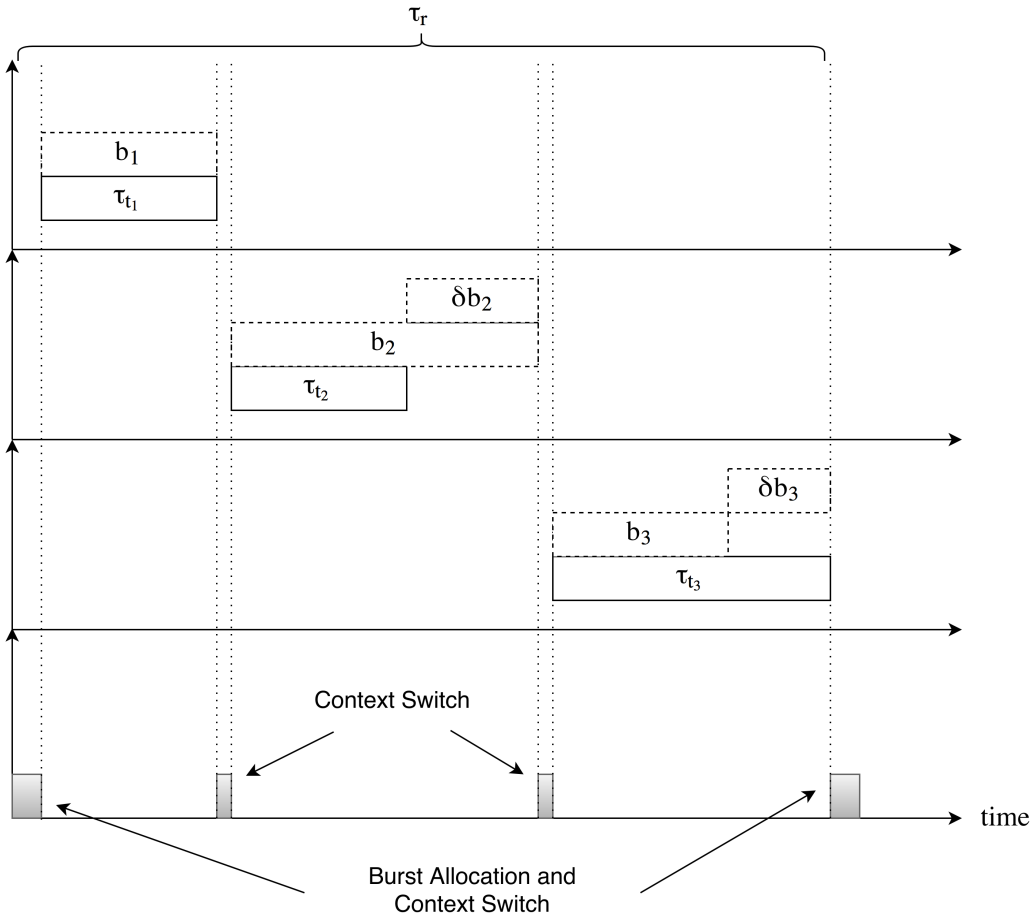 τr
b1
τt1
δb2
b2
τt2
δb3
b3
τt3
Context Switch
time
Burst Allocation and
Context Switch